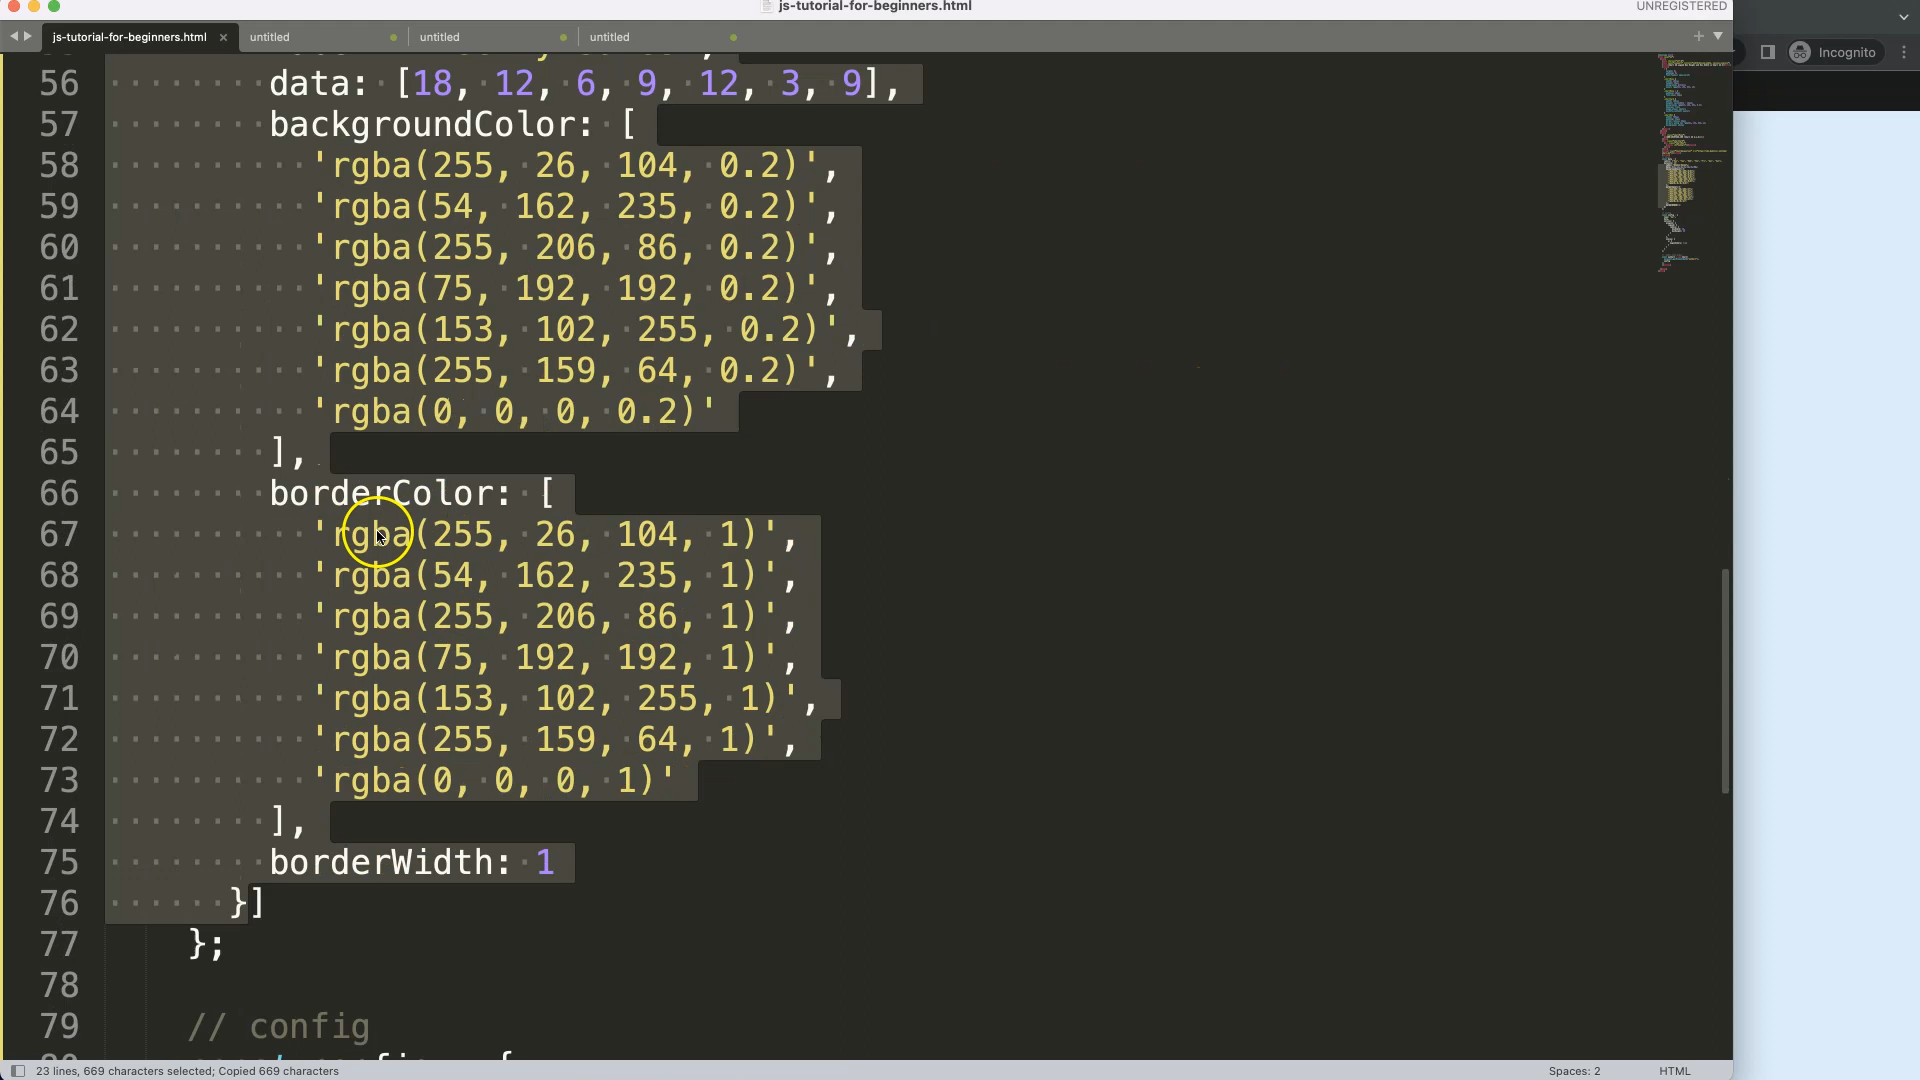 js-tutorial-for-beginners.html
UNREGISTERED
js-tutorial-for-beginners.html × untitled untitled untitled
Incognito
56 data: [18, 12, 6, 9, 12, 3, 9],
57 backgroundColor: [
58 'rgba(255, 26, 104, 0.2)',
59 'rgba(54, 162, 235, 0.2)',
60 'rgba(255, 206, 86, 0.2)',
61 'rgba(75, 192, 192, 0.2)',
62 'rgba(153, 102, 255, 0.2)',
63 'rgba(255, 159, 64, 0.2)',
64 'rgba(0, 0, 0, 0.2)'
65 ],
66 borderColor: [
67 'rgba(255, 26, 104, 1)',
68 'rgba(54, 162, 235, 1)',
69 'rgba(255, 206, 86, 1)',
70 'rgba(75, 192, 192, 1)',
71 'rgba(153, 102, 255, 1)',
72 'rgba(255, 159, 64, 1)',
73 'rgba(0, 0, 0, 1)'
74 ],
75 borderWidth: 1
76 }]
77 };
78
79 // config
23 lines, 669 characters selected; Copied 669 characters
Spaces: 2 HTML